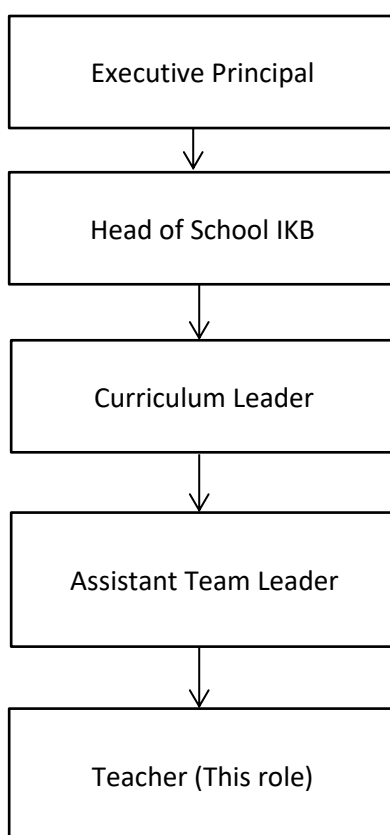 Executive Principal
Head of School IKB
Curriculum Leader
Assistant Team Leader
Teacher (This role)